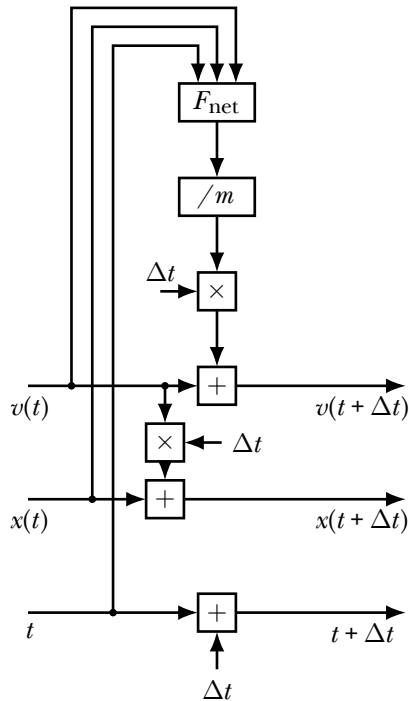 F_net
/m
Δt
×
+
v(t)
v(t + Δt)
×
Δt
+
x(t)
x(t + Δt)
+
t
t + Δt
Δt